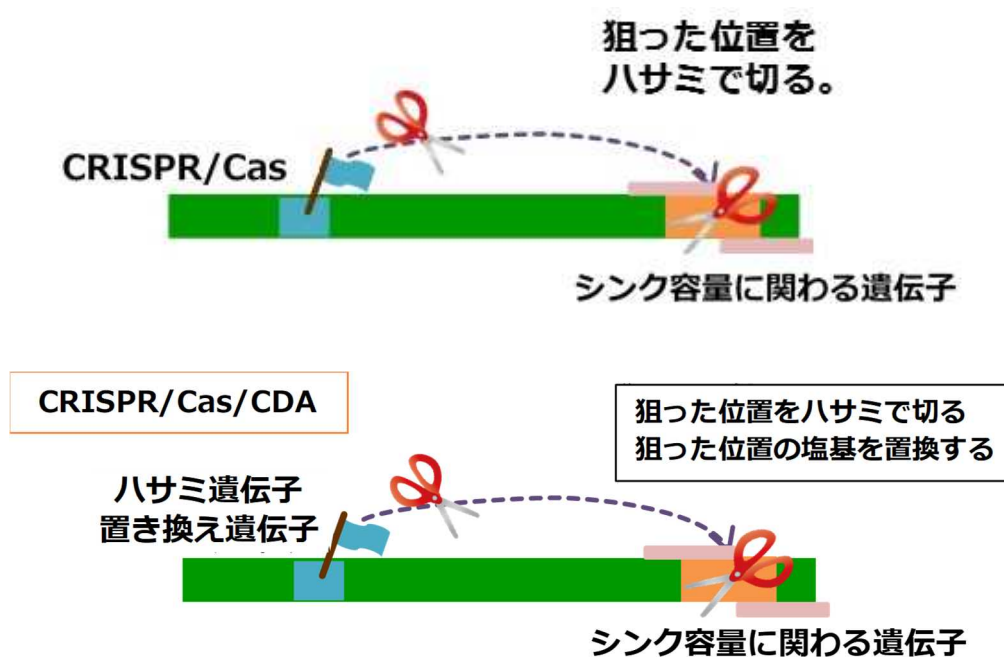 狙った位置を
ハサミで切る。
CRISPR/Cas
シンク容量に関わる遺伝子
CRISPR/Cas/CDA
狙った位置をハサミで切る
狙った位置の塩基を置換する
ハサミ遺伝子
置き換え遺伝子
シンク容量に関わる遺伝子